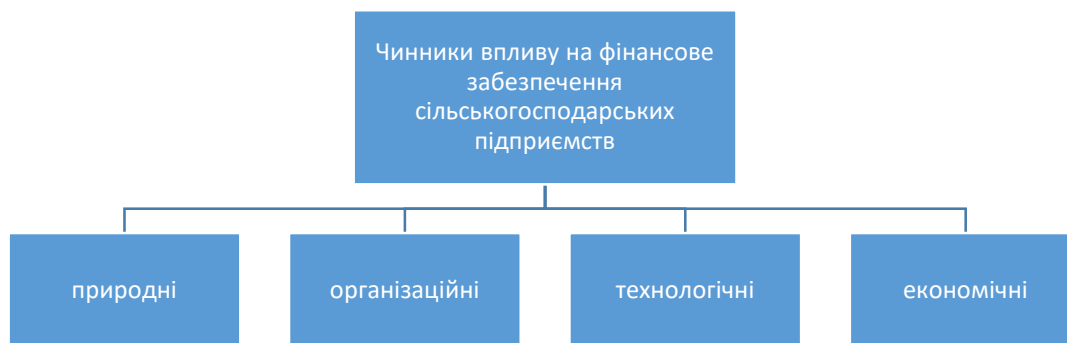 Чинники впливу на фінансове
забезпечення
сільськогосподарських
підприємств
природні
організаційні
технологічні
економічні